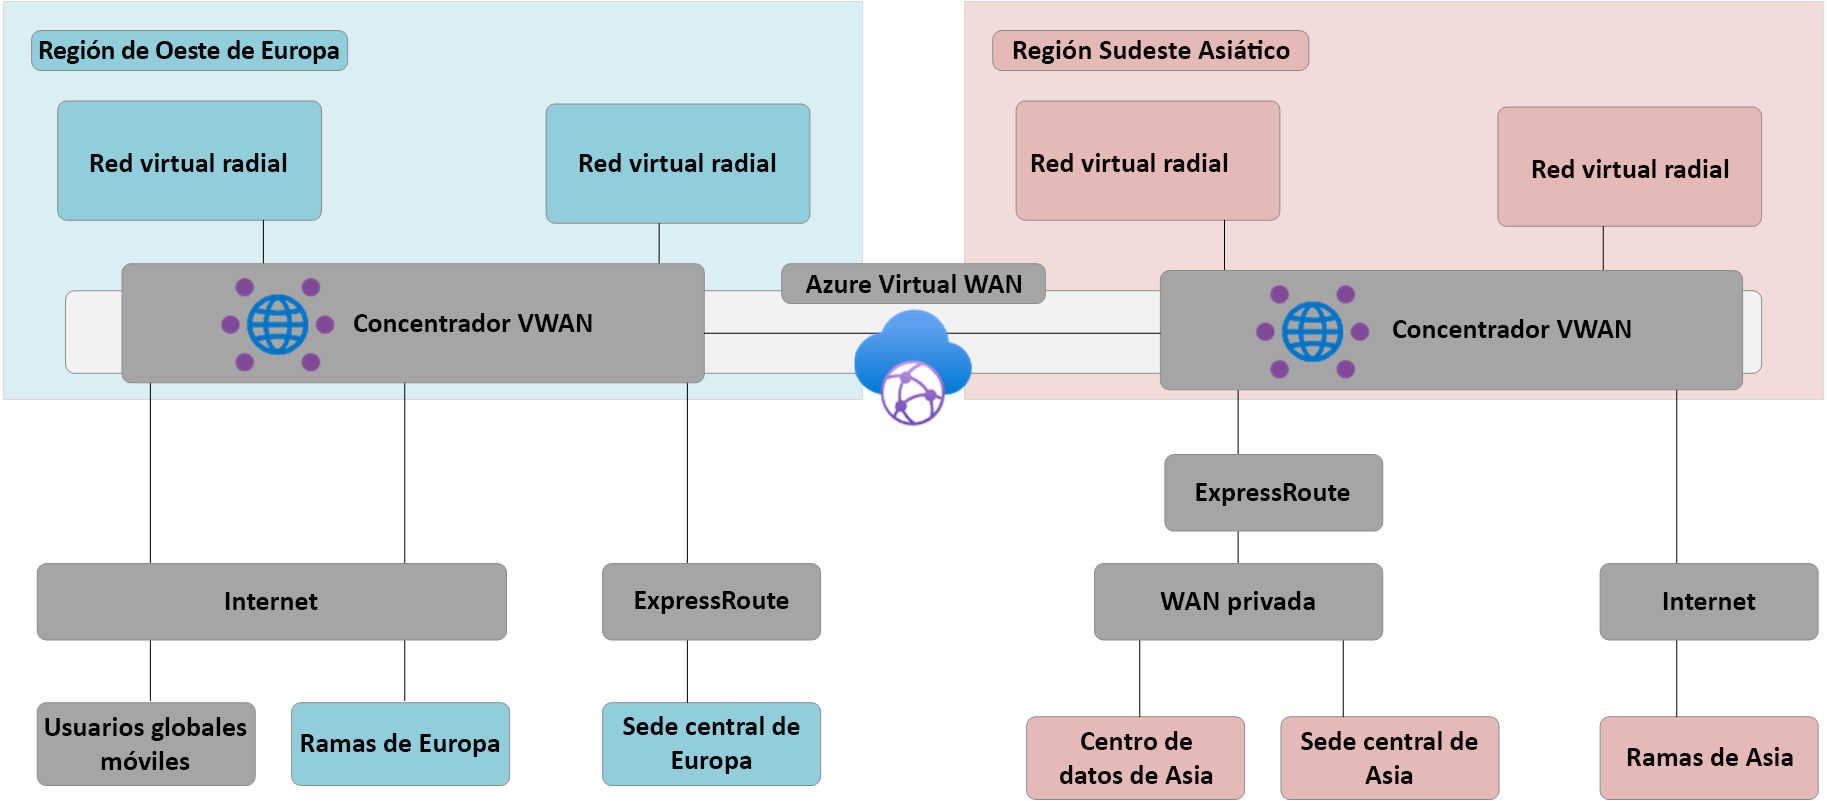 Región de Oeste de Europa
Región Sudeste Asiático
Red virtual radial
Red virtual radial
Red virtual radial
Red virtual radial
Azure Virtual WAN
Concentrador VWAN
Concentrador VWAN
ExpressRoute
Internet
ExpressRoute
WAN privada
Internet
Usuarios globales
móviles
Ramas de Europa
Sede central de
Europa
Centro de
datos de Asia
Sede central de
Asia
Ramas de Asia